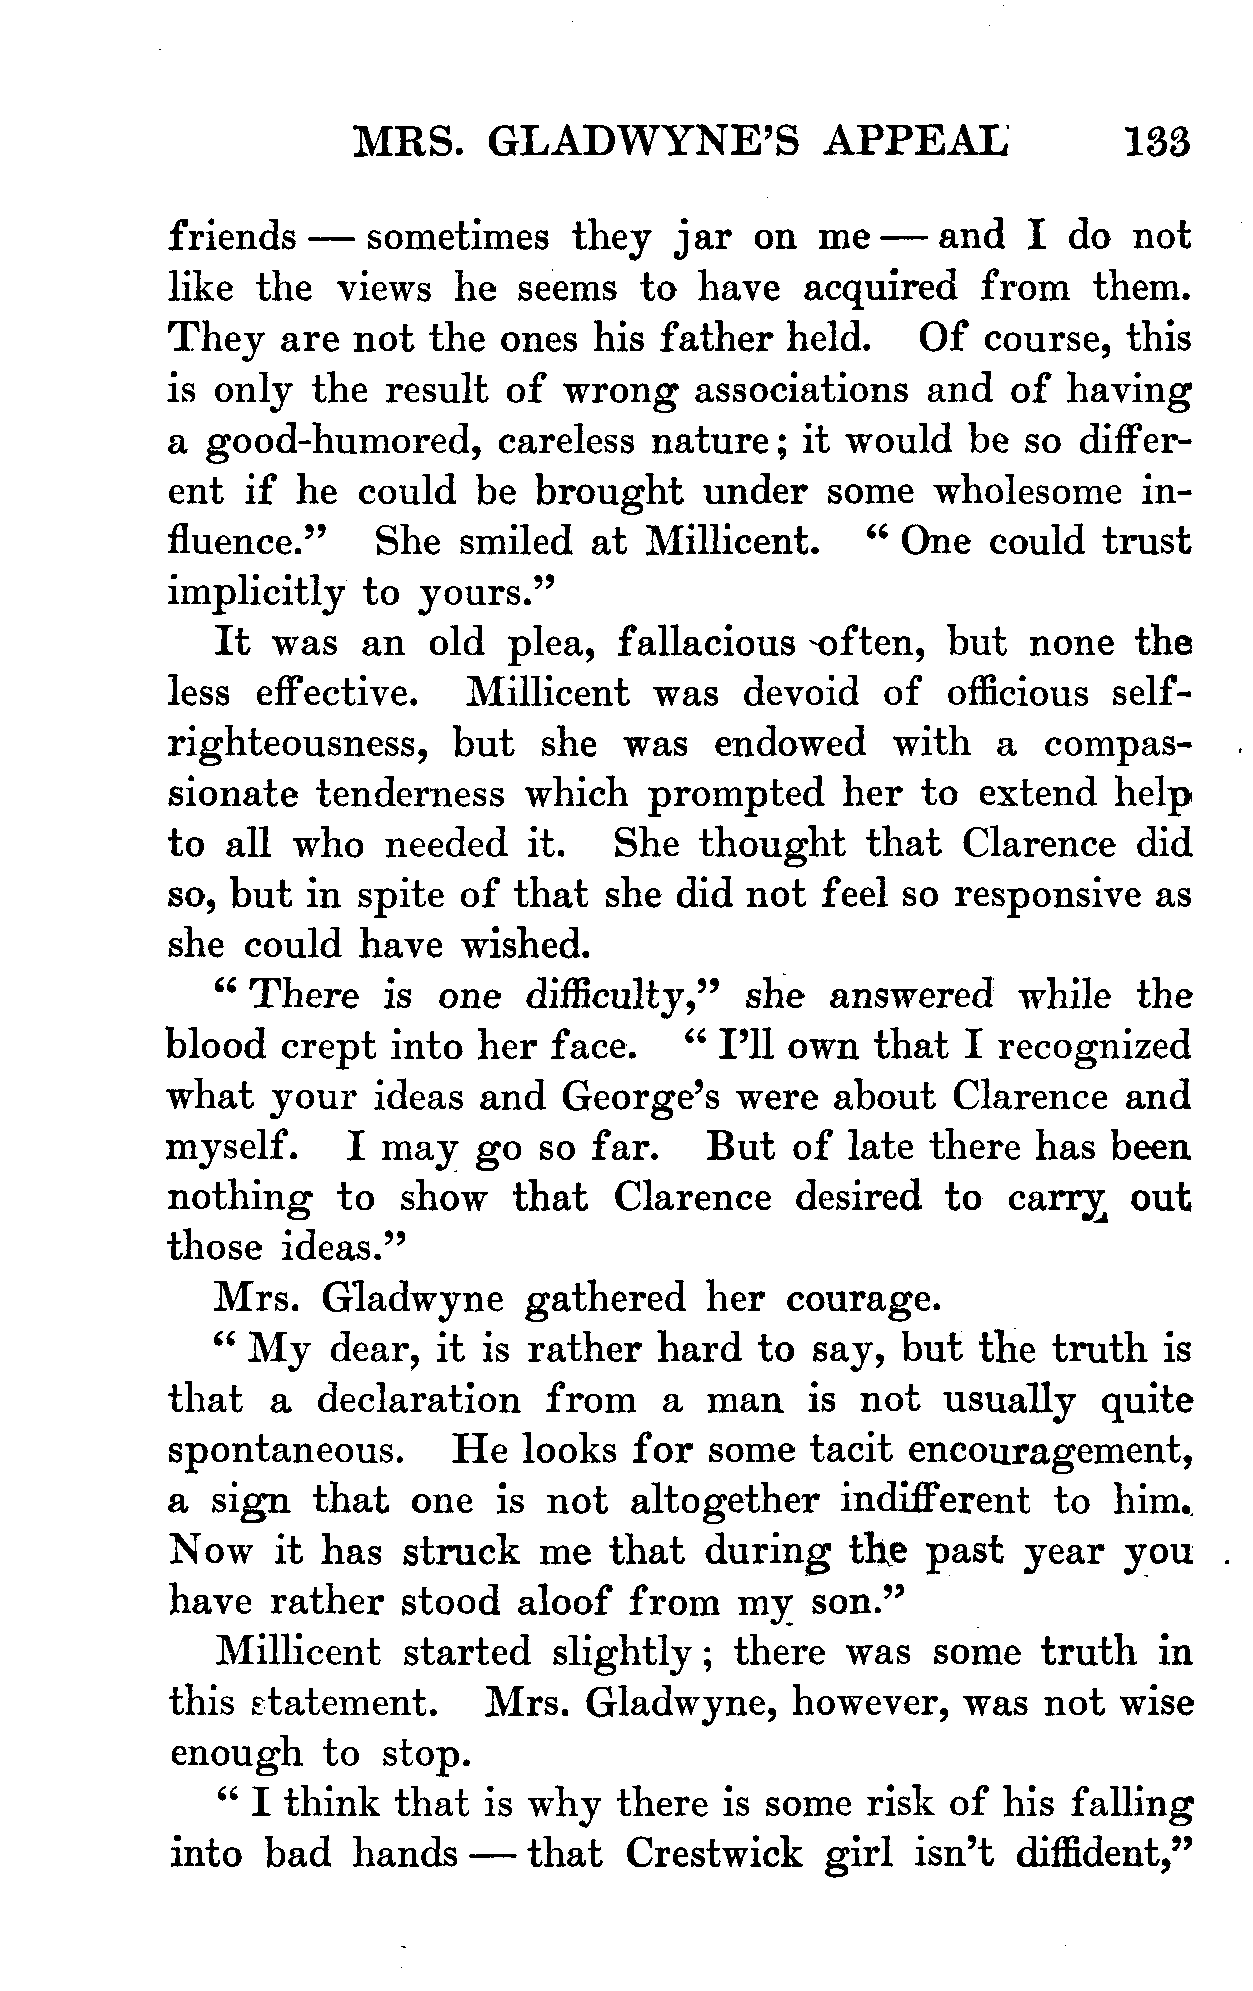 MRS. GLADWYNE'S APPEAL 133
friends — sometimes they jar on me — and I do not
like the views he seems to have acquired from them.
They are not the ones his father held. Of course, this
is only the result of wrong associations and of having
a good-humored, careless nature; it would be so differ-
ent if he could be brought under some wholesome in-
fluence." She smiled at Millicent. "One could trust
implicitly to yours."
It was an old plea, fallacious often, but none the
less effective. Millicent was devoid of officious self-
righteousness, but she was endowed with a compas-
sionate tenderness which prompted her to extend help
to all who needed it. She thought that Clarence did
so, but in spite of that she did not feel so responsive as
she could have wished.
"There is one difficulty," she answered while the
blood crept into her face. "I'll own that I recognized
what your ideas and George's were about Clarence and
myself. I may go so far. But of late there has been
nothing to show that Clarence desired to carry out
those ideas."
Mrs. Gladwyne gathered her courage.
"My dear, it is rather hard to say, but the truth is
that a declaration from a man is not usually quite
spontaneous. He looks for some tacit encouragement,
a sign that one is not altogether indifferent to him.
Now it has struck me that during the past year you
have rather stood aloof from my son."
Millicent started slightly; there was some truth in
this statement. Mrs. Gladwyne, however, was not wise
enough to stop.
"I think that is why there is some risk of his falling
into bad hands — that Crestwick girl isn't diffident,"